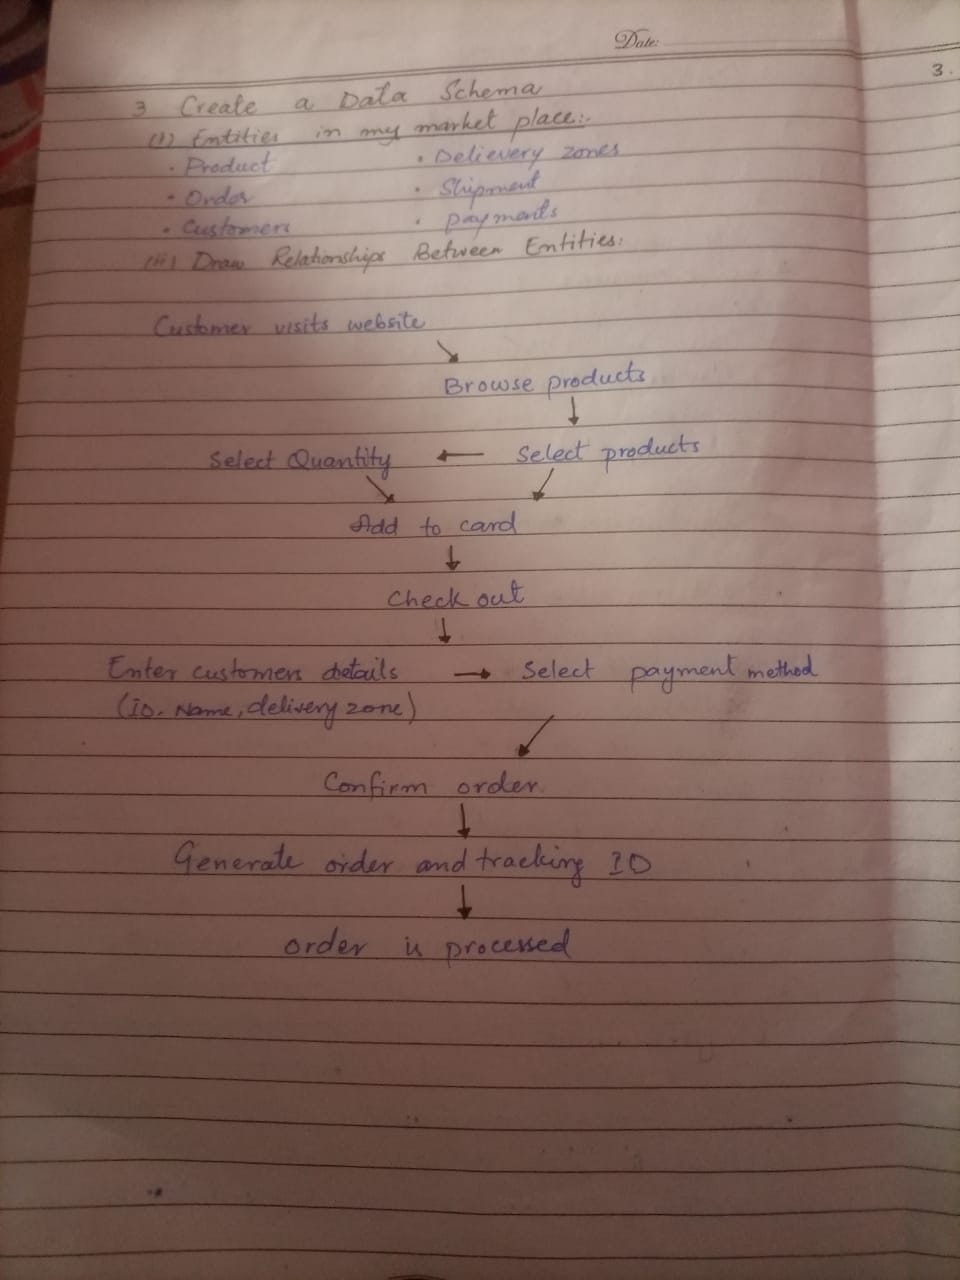 Date:
3.
3 Create a Data Schema
(i) Entities in my market place:-
• Product • Delievery zones
• Order • Shipment
• Customers • payments
(ii) Draw Relationships Between Entities:
Customer visits website
Browse products
Select Quantity ← Select products
Add to card
Check out
Enter customers details → Select payment method
(ID. Name, delivery zone)
Confirm order.
Generate order and tracking ID
order is processed